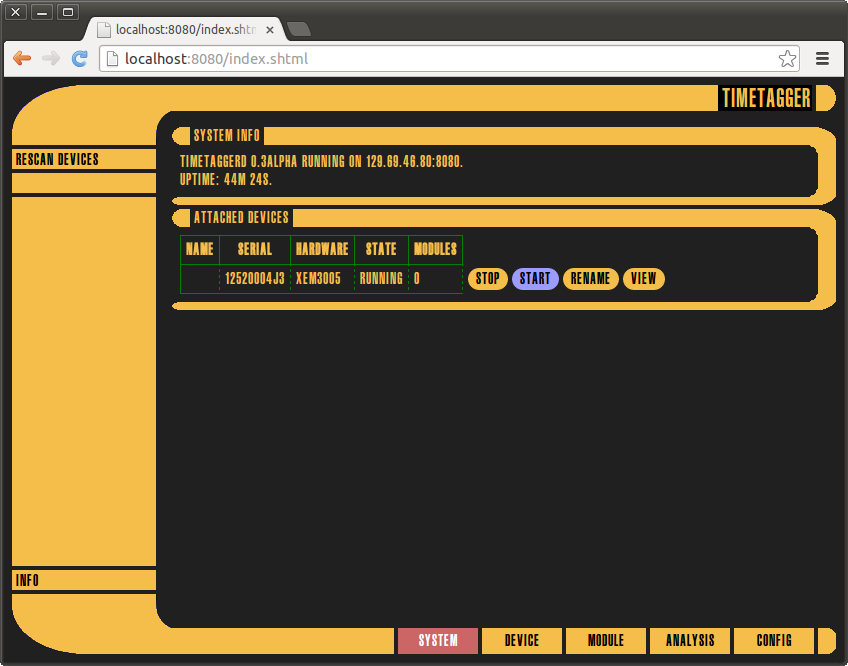 localhost:8080/index.sht
localhost:8080/index.shtml
TIMETAGGER
SYSTEM INFO
RESCAN DEVICES
TIMETAGGERD 0.3ALPHA RUNNING ON 129.69.46.80:8080.
UPTIME: 44M 24S.
ATTACHED DEVICES
NAME SERIAL HARDWARE STATE MODULES
12520004J3 XEM3005 RUNNING 0 STOP START RENAME VIEW
INFO
SYSTEM DEVICE MODULE ANALYSIS CONFIG